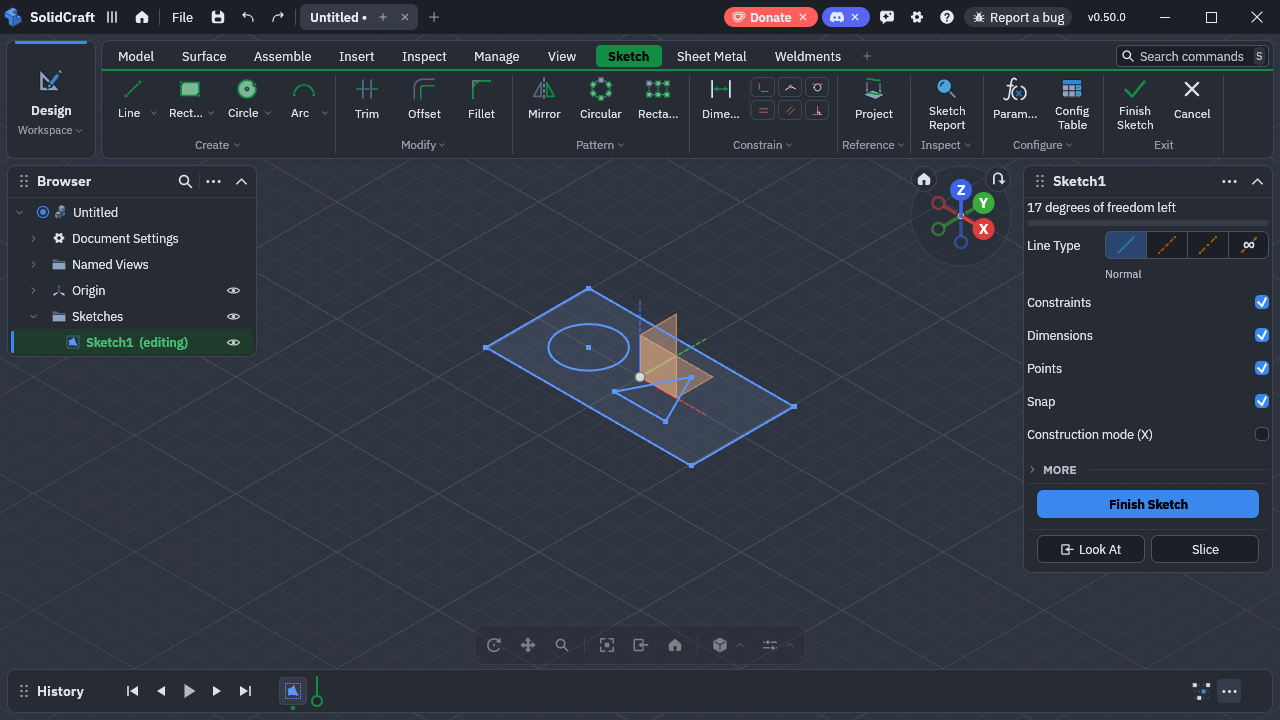 SolidCraft
File
Untitled •
Donate
Report a bug
v0.50.0
Design
Workspace
Model
Surface
Assemble
Insert
Inspect
Manage
View
Sketch
Sheet Metal
Weldments
Search commands
S
Line
Rect...
Circle
Arc
Create
Trim
Offset
Fillet
Modify
Mirror
Circular
Recta...
Pattern
Dime...
Constrain
Project
Reference
Sketch
Report
Inspect
Param...
Config
Table
Configure
Finish
Sketch
Cancel
Exit
Browser
Untitled
Document Settings
Named Views
Origin
Sketches
Sketch1 (editing)
Z
Y
X
Sketch1
17 degrees of freedom left
Line Type
Normal
Constraints
Dimensions
Points
Snap
Construction mode (X)
MORE
Finish Sketch
Look At
Slice
History